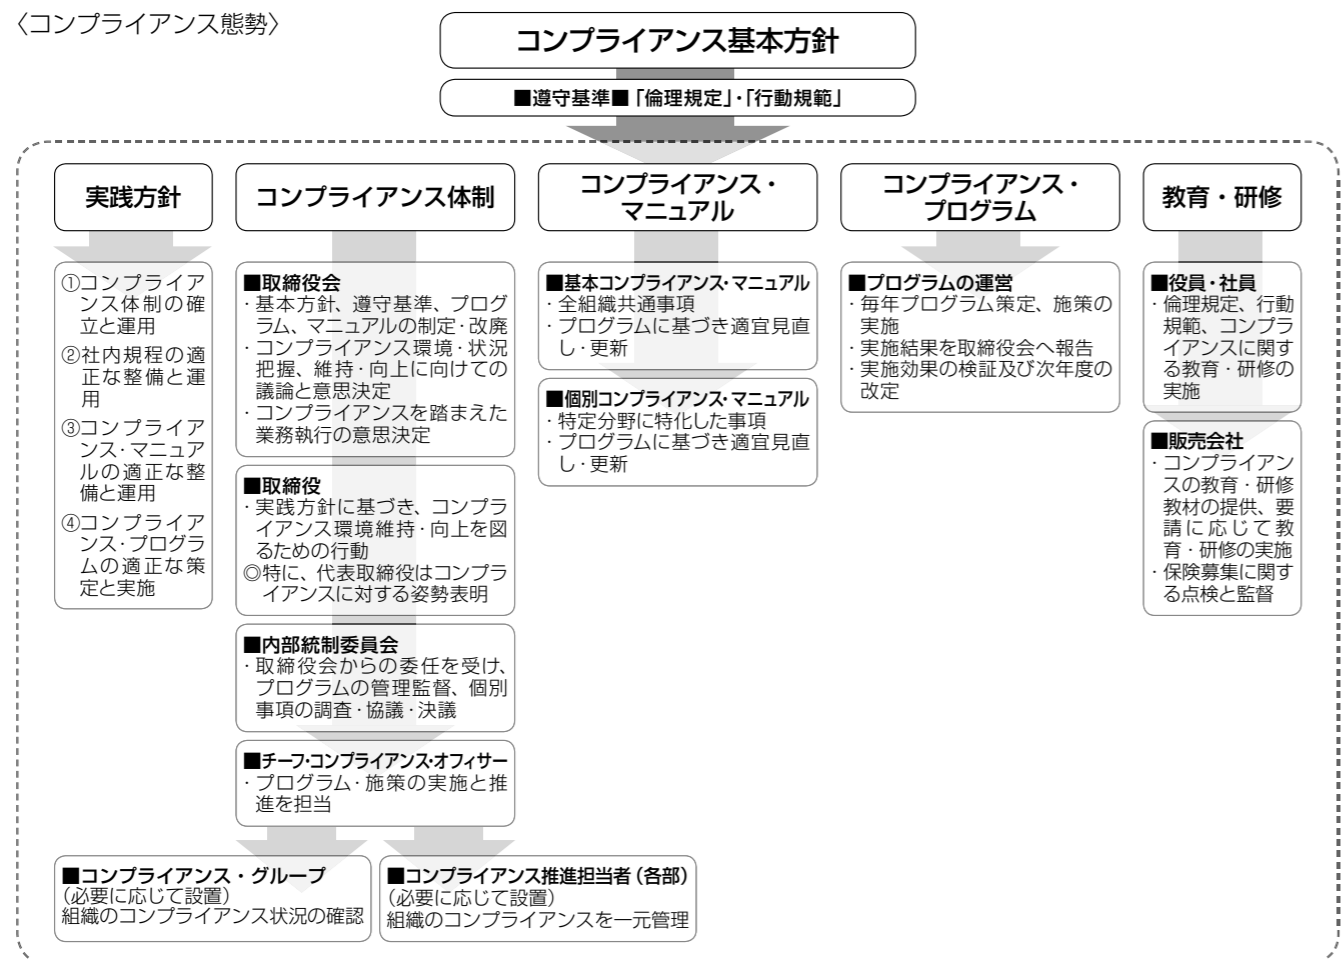 〈コンプライアンス態勢〉
コンプライアンス基本方針
■遵守基準■「倫理規定」・「行動規範」
実践方針
①コンプライア
ンス体制の確
立と運用
②社内規程の適
正な整備と運
用
③コンプライア
ンス・マニュア
ルの適正な整
備と運用
④コンプライア
ンス・プログラ
ムの適正な策
定と実施
コンプライアンス体制
■取締役会
・基本方針、遵守基準、プログ
ラム、マニュアルの制定・改廃
・コンプライアンス環境・状況
把握、維持・向上に向けての
議論と意思決定
・コンプライアンスを踏まえた
業務執行の意思決定
■取締役
・実践方針に基づき、コンプラ
イアンス環境維持・向上を図
るための行動
◎特に、代表取締役はコンプラ
イアンスに対する姿勢表明
■内部統制委員会
・取締役会からの委任を受け、
プログラムの管理監督、個別
事項の調査・協議・決議
■チーフ・コンプライアンス・オフィサー
・プログラム・施策の実施と推
進を担当
■コンプライアンス・グループ
（必要に応じて設置）
組織のコンプライアンス状況の確認
■コンプライアンス推進担当者（各部）
（必要に応じて設置）
組織のコンプライアンスを一元管理
コンプライアンス・
マニュアル
■基本コンプライアンス・マニュアル
・全組織共通事項
・プログラムに基づき適宜見直
し・更新
■個別コンプライアンス・マニュアル
・特定分野に特化した事項
・プログラムに基づき適宜見直
し・更新
コンプライアンス・
プログラム
■プログラムの運営
・毎年プログラム策定、施策の
実施
・実施結果を取締役会へ報告
・実施効果の検証及び次年度の
改定
教育・研修
■役員・社員
・倫理規定、行動
規範、コンプラ
イアンスに関す
る教育・研修の
実施
■販売会社
・コンプライアン
スの教育・研修
教材の提供、要
請に応じて教
育・研修の実施
・保険募集に関す
る点検と監督